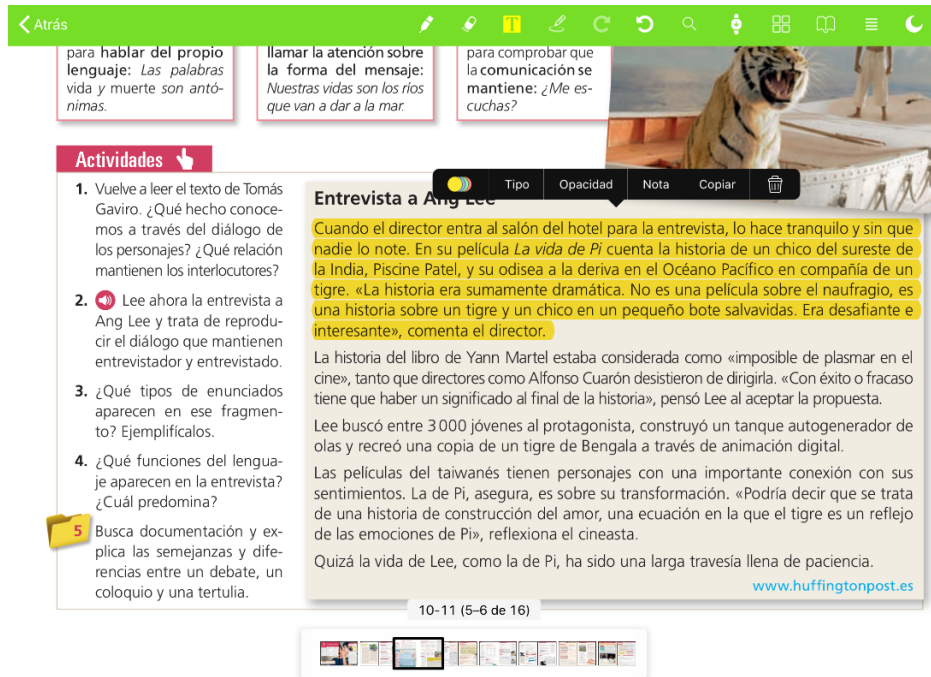 Atrás
T
para hablar del propio
lenguaje: Las palabras
vida y muerte son antó-
nimas.
llamar la atención sobre
la forma del mensaje:
Nuestras vidas son los ríos
que van a dar a la mar.
para comprobar que
la comunicación se
mantiene: ¿Me es-
cuchas?
Actividades
1. Vuelve a leer el texto de Tomás
Gaviro. ¿Qué hecho conoce-
mos a través del diálogo de
los personajes? ¿Qué relación
mantienen los interlocutores?
2. Lee ahora la entrevista a
Ang Lee y trata de reprodu-
cir el diálogo que mantienen
entrevistador y entrevistado.
3. ¿Qué tipos de enunciados
aparecen en ese fragmen-
to? Ejemplifícalos.
4. ¿Qué funciones del lengua-
je aparecen en la entrevista?
¿Cuál predomina?
5 Busca documentación y ex-
plica las semejanzas y dife-
rencias entre un debate, un
coloquio y una tertulia.
Tipo Opacidad Nota Copiar
Entrevista a Ang Lee
Cuando el director entra al salón del hotel para la entrevista, lo hace tranquilo y sin que
nadie lo note. En su película La vida de Pi cuenta la historia de un chico del sureste de
la India, Piscine Patel, y su odisea a la deriva en el Océano Pacífico en compañía de un
tigre. «La historia era sumamente dramática. No es una película sobre el naufragio, es
una historia sobre un tigre y un chico en un pequeño bote salvavidas. Era desafiante e
interesante», comenta el director.
La historia del libro de Yann Martel estaba considerada como «imposible de plasmar en el
cine», tanto que directores como Alfonso Cuarón desistieron de dirigirla. «Con éxito o fracaso
tiene que haber un significado al final de la historia», pensó Lee al aceptar la propuesta.
Lee buscó entre 3 000 jóvenes al protagonista, construyó un tanque autogenerador de
olas y recreó una copia de un tigre de Bengala a través de animación digital.
Las películas del taiwanés tienen personajes con una importante conexión con sus
sentimientos. La de Pi, asegura, es sobre su transformación. «Podría decir que se trata
de una historia de construcción del amor, una ecuación en la que el tigre es un reflejo
de las emociones de Pi», reflexiona el cineasta.
Quizá la vida de Lee, como la de Pi, ha sido una larga travesía llena de paciencia.
www.huffingtonpost.es
10-11 (5–6 de 16)